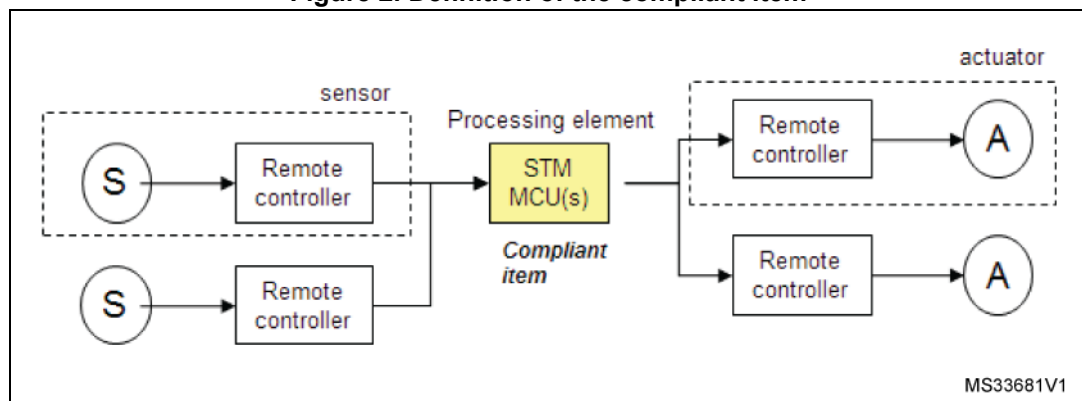 Figure 2. Definition of the compliant item
actuator
sensor
Processing element
S
Remote
controller
STM
MCU(s)
Remote
controller
A
Compliant
item
S
Remote
controller
Remote
controller
A
MS33681V1